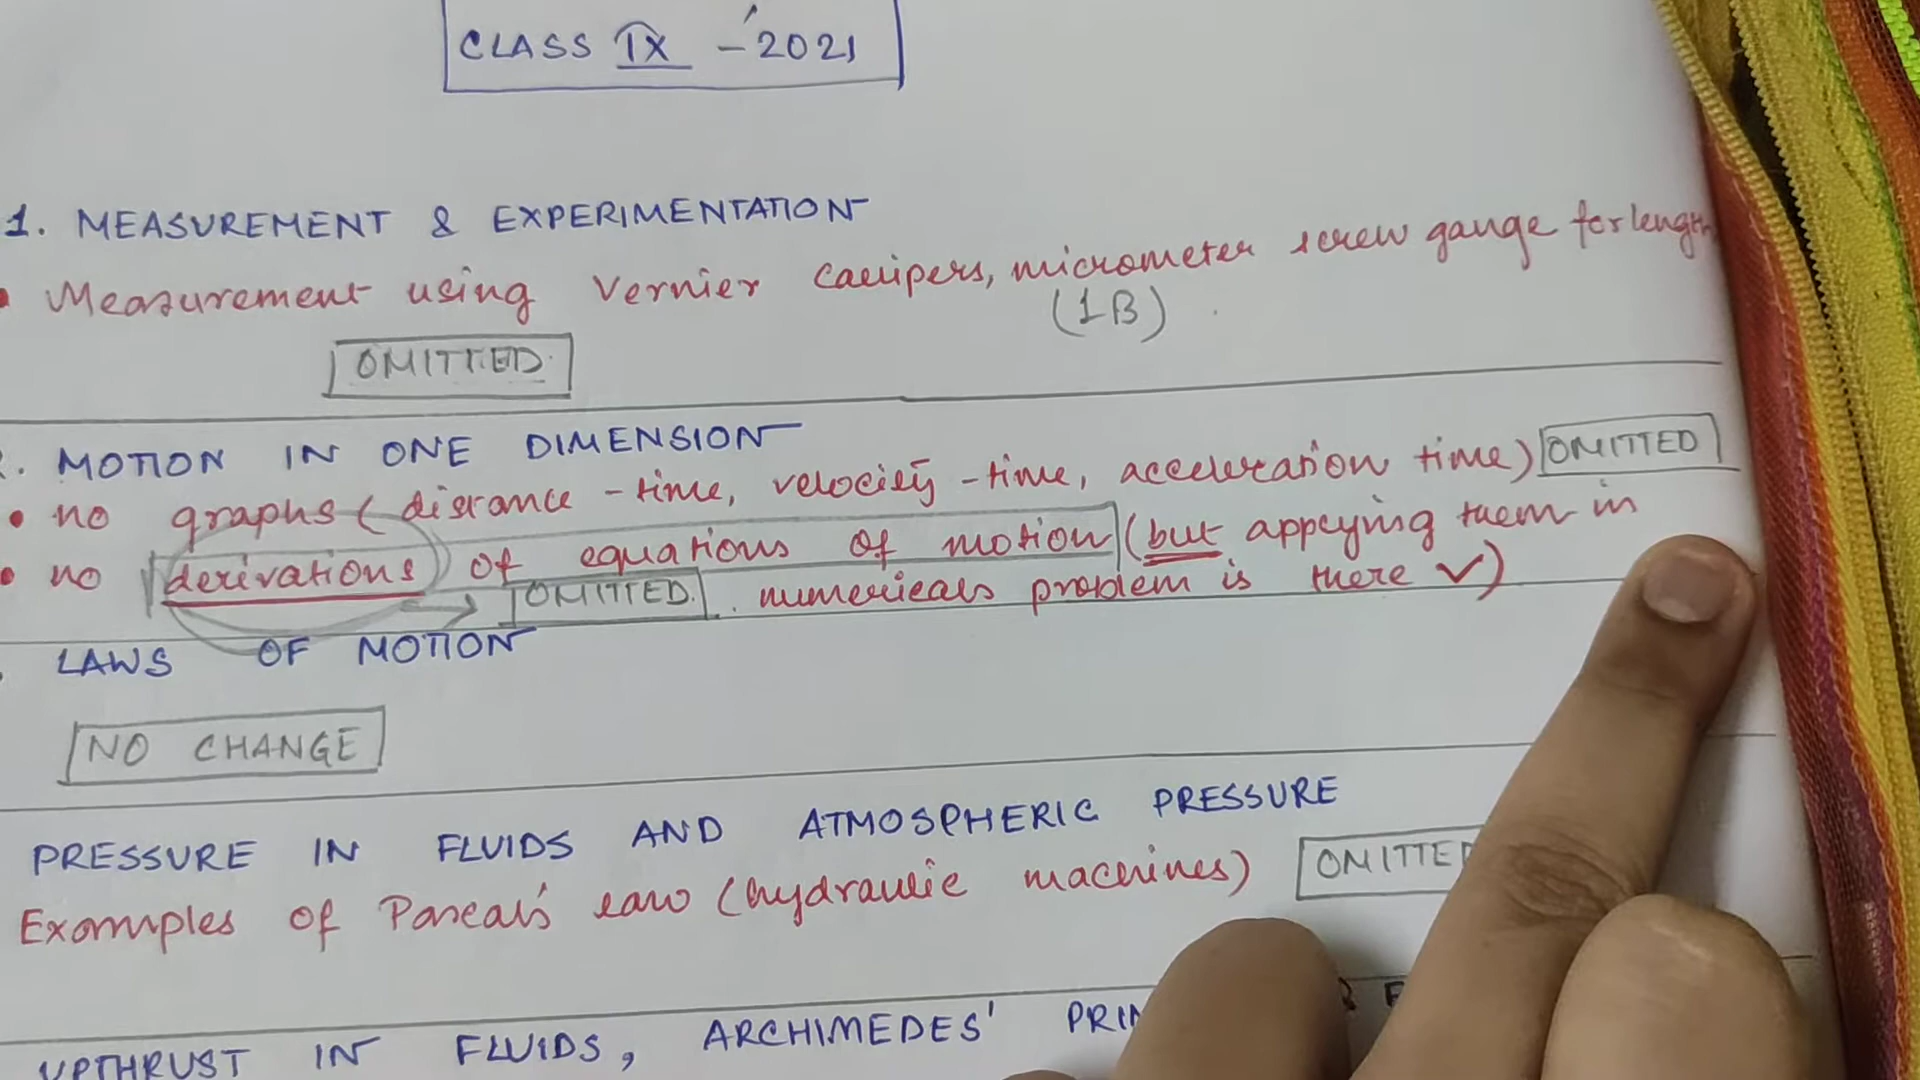 CLASS IX - 2021
1. MEASUREMENT & EXPERIMENTATION
• Measurement using Vernier Callipers, micrometer screw gauge for length
(1B)
OMITTED
. MOTION IN ONE DIMENSION
• no graphs (distance - time, velocity - time, acceleration time) OMITTED
• no derivations of equations of motion (but applying them in
OMITTED. numericals problem is there ✓)
LAWS OF MOTION
NO CHANGE
PRESSURE IN FLUIDS AND ATMOSPHERIC PRESSURE
Examples of Pascal's law (hydraulic machines) OMITTED
UPTHRUST IN FLUIDS, ARCHIMEDES'